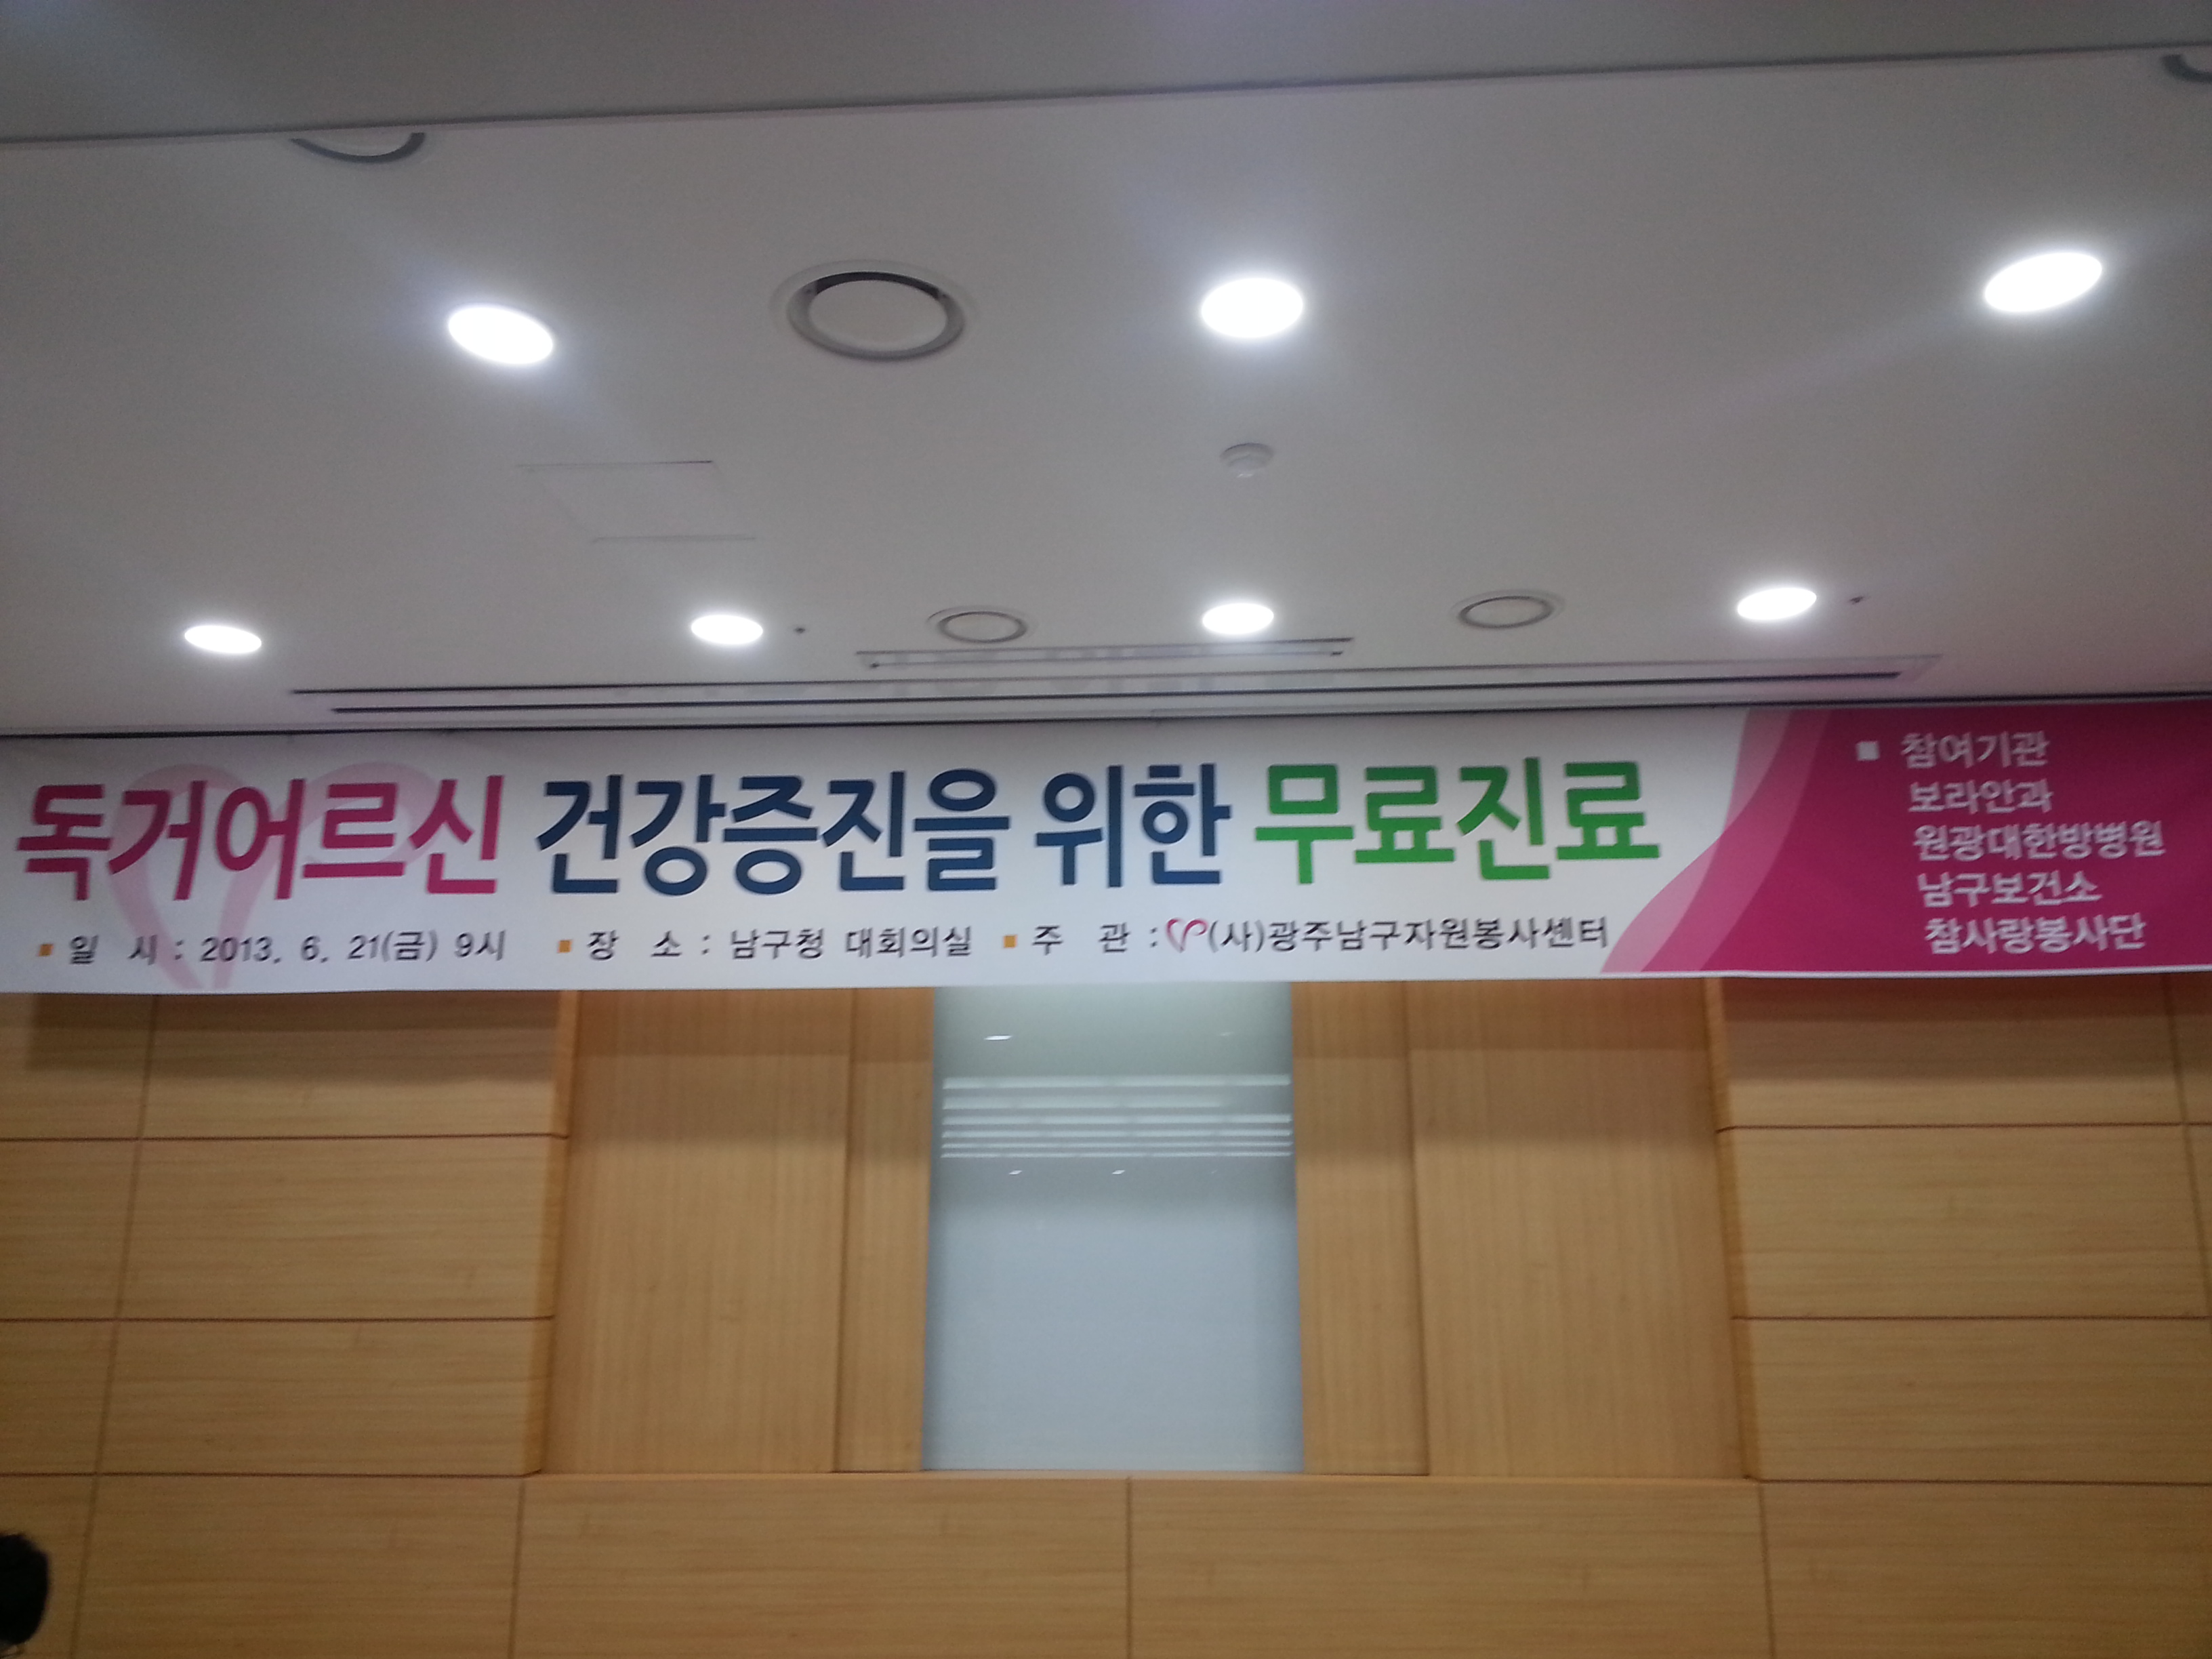 독거어르신 건강증진을 위한 무료진료
■ 일 시 : 2013. 6. 21(금) 9시 ■ 장 소 : 남구청 대회의실 ■ 주 관 : (사)광주남구자원봉사센터
■ 참여기관
보라안과
원광대한방병원
남구보건소
참사랑봉사단